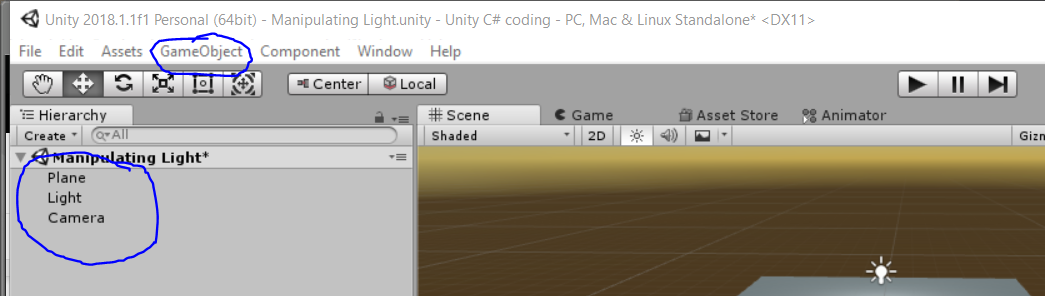 Unity 2018.1.1f1 Personal (64bit) - Manipulating Light.unity - Unity C# coding - PC, Mac & Linux Standalone* <DX11>
File Edit Assets GameObject Component Window Help
Center Local
Hierarchy Scene Game Asset Store Animator
Create All Shaded 2D Gizn
Manipulating Light*
Plane
Light
Camera